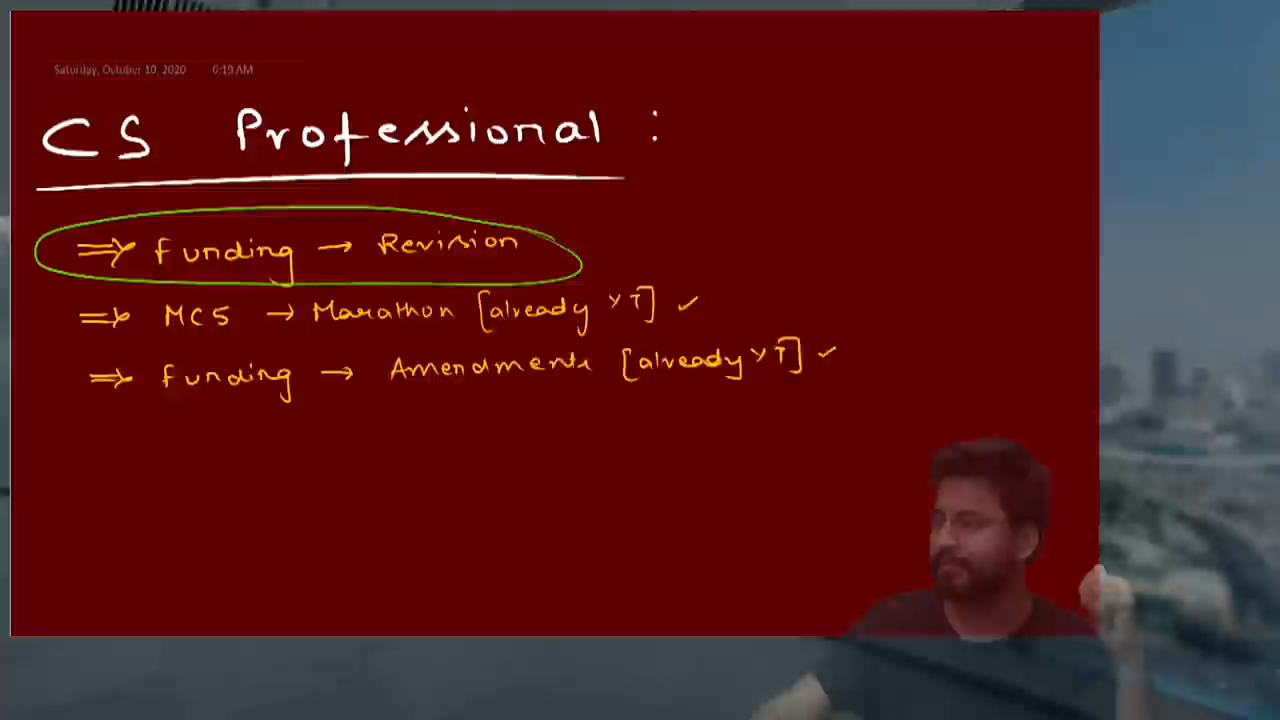 Saturday, October 10, 2020 6:19 AM
CS Professional :
⇒ Funding → Revision
⇒ MCS → Marathon [already YT] ✓
⇒ Funding → Amendments [already YT] ✓